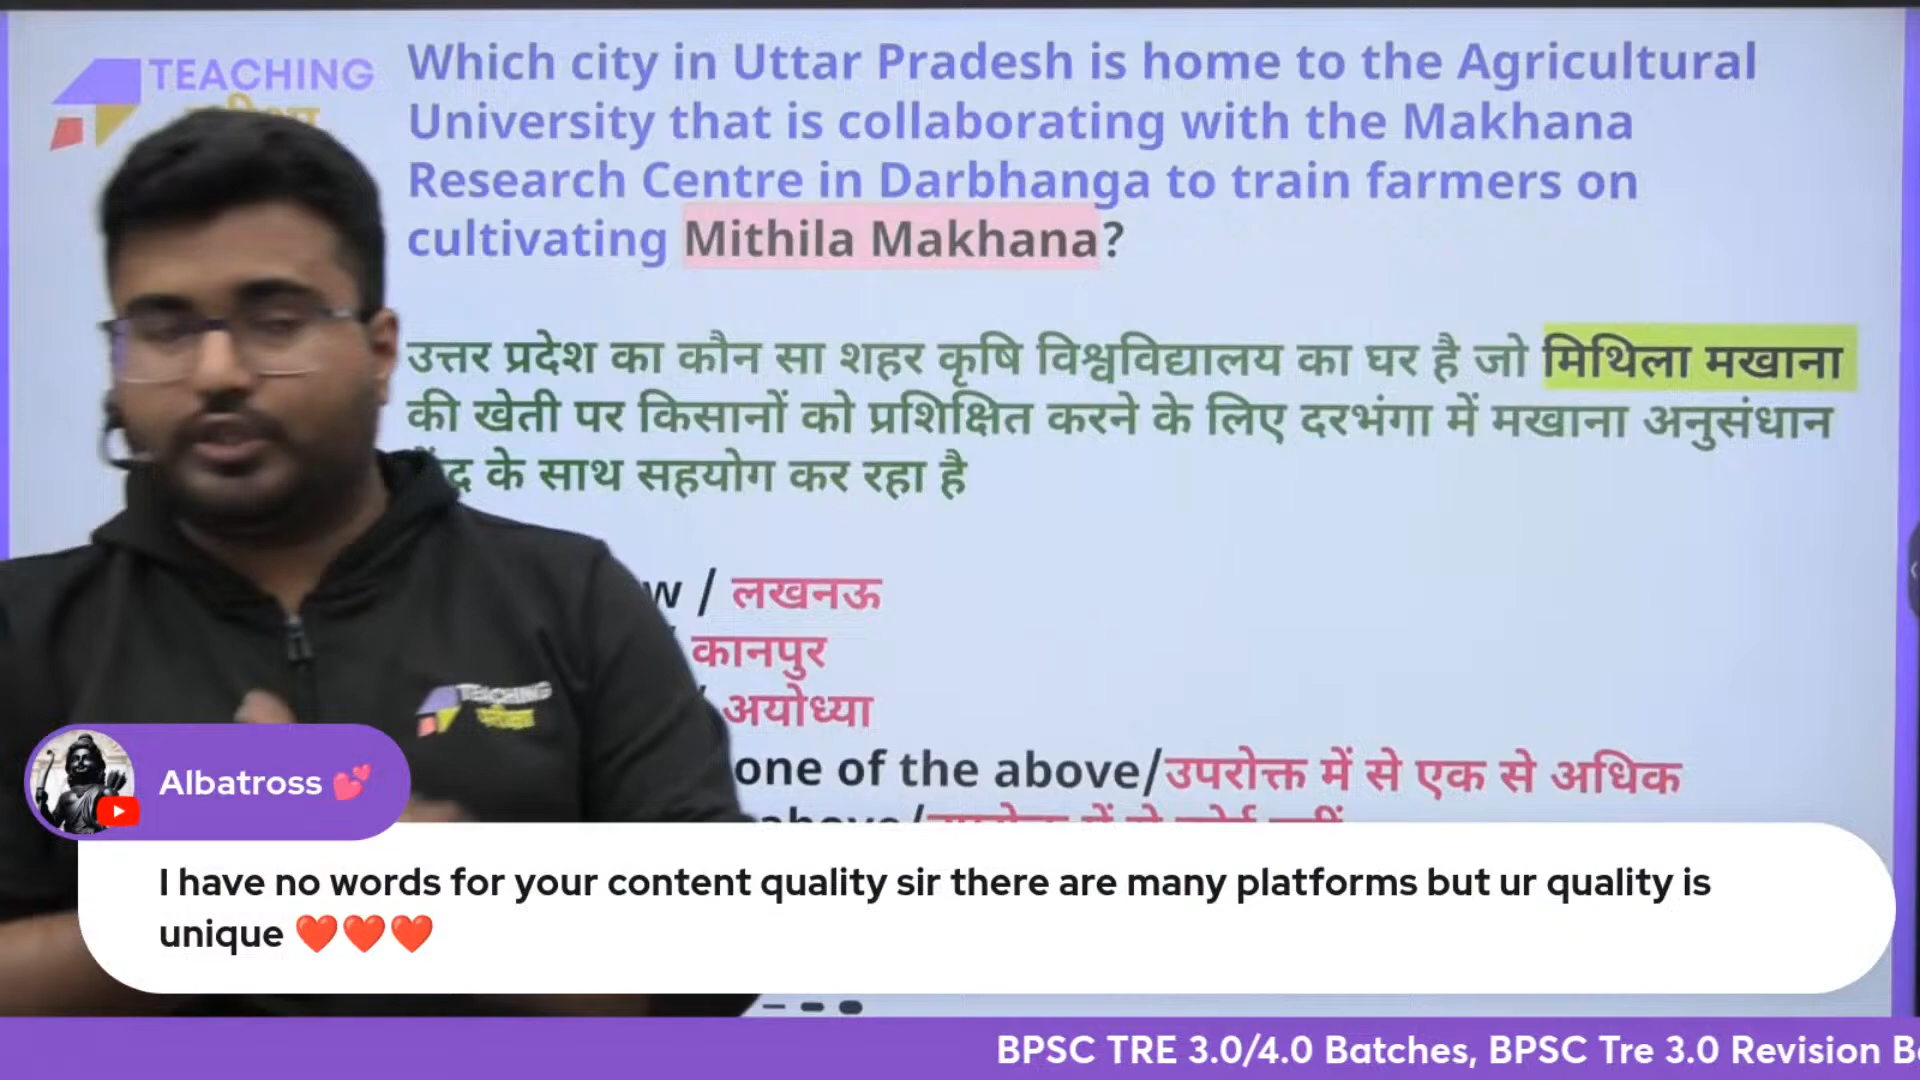 TEACHING
Which city in Uttar Pradesh is home to the Agricultural
University that is collaborating with the Makhana
Research Centre in Darbhanga to train farmers on
cultivating Mithila Makhana?
उत्तर प्रदेश का कौन सा शहर कृषि विश्वविद्यालय का घर है जो मिथिला मखाना
की खेती पर किसानों को प्रशिक्षित करने के लिए दरभंगा में मखाना अनुसंधान
के साथ सहयोग कर रहा है
/ लखनऊ
कानपुर
अयोध्या
one of the above/उपरोक्त में से एक से अधिक
TEACHING
परीक्षा
Albatross 💕
I have no words for your content quality sir there are many platforms but ur quality is
unique ❤️❤️❤️
BPSC TRE 3.0/4.0 Batches, BPSC Tre 3.0 Revision